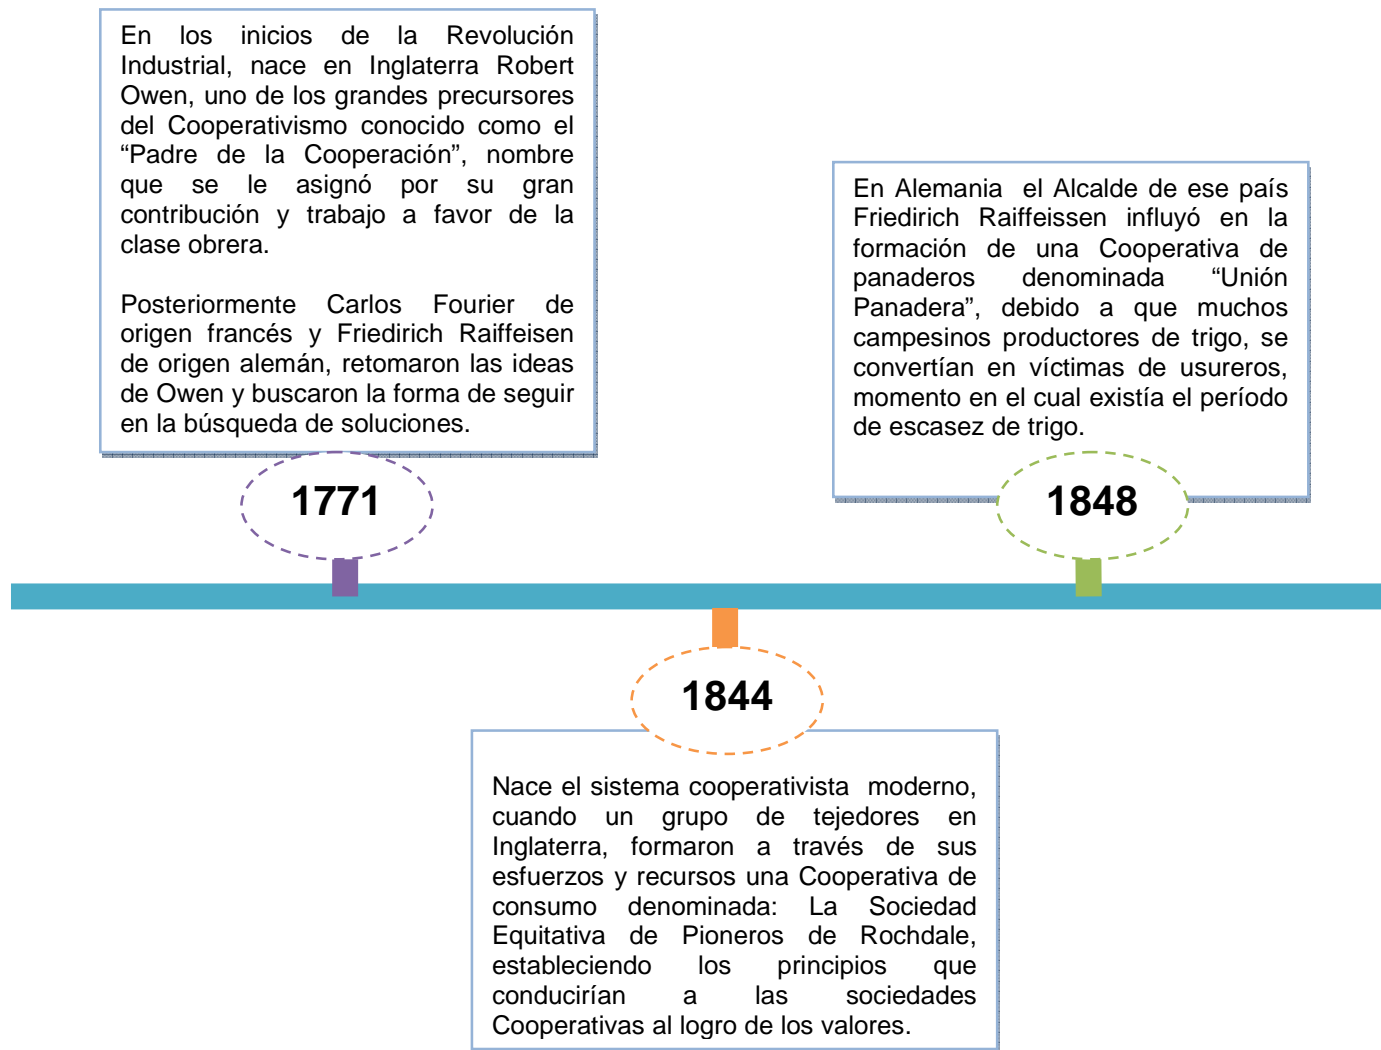 En los inicios de la Revolución
Industrial, nace en Inglaterra Robert
Owen, uno de los grandes precursores
del Cooperativismo conocido como el
“Padre de la Cooperación”, nombre
que se le asignó por su gran
contribución y trabajo a favor de la
clase obrera.
Posteriormente Carlos Fourier de
origen francés y Friedirich Raiffeisen
de origen alemán, retomaron las ideas
de Owen y buscaron la forma de seguir
en la búsqueda de soluciones.
1771
En Alemania el Alcalde de ese país
Friedirich Raiffeissen influyó en la
formación de una Cooperativa de
panaderos denominada “Unión
Panadera”, debido a que muchos
campesinos productores de trigo, se
convertían en víctimas de usureros,
momento en el cual existía el período
de escasez de trigo.
1848
1844
Nace el sistema cooperativista moderno,
cuando un grupo de tejedores en
Inglaterra, formaron a través de sus
esfuerzos y recursos una Cooperativa de
consumo denominada: La Sociedad
Equitativa de Pioneros de Rochdale,
estableciendo los principios que
conducirían a las sociedades
Cooperativas al logro de los valores.